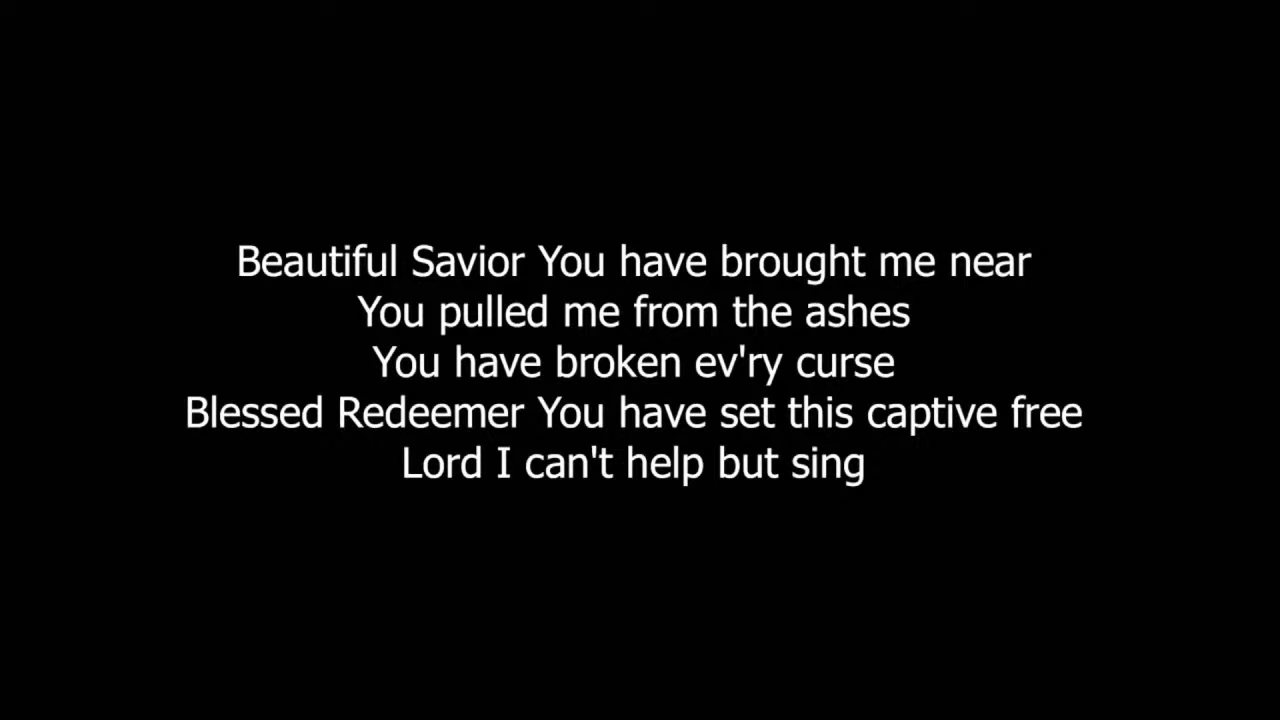 Beautiful Savior You have brought me near
You pulled me from the ashes
You have broken ev'ry curse
Blessed Redeemer You have set this captive free
Lord I can't help but sing